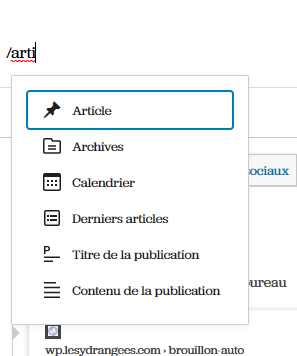 /arti
Article
Archives
Calendrier
sociaux
Derniers articles
Titre de la publication
Contenu de la publication
ureau
wp.lesydrangees.com › brouillon-auto